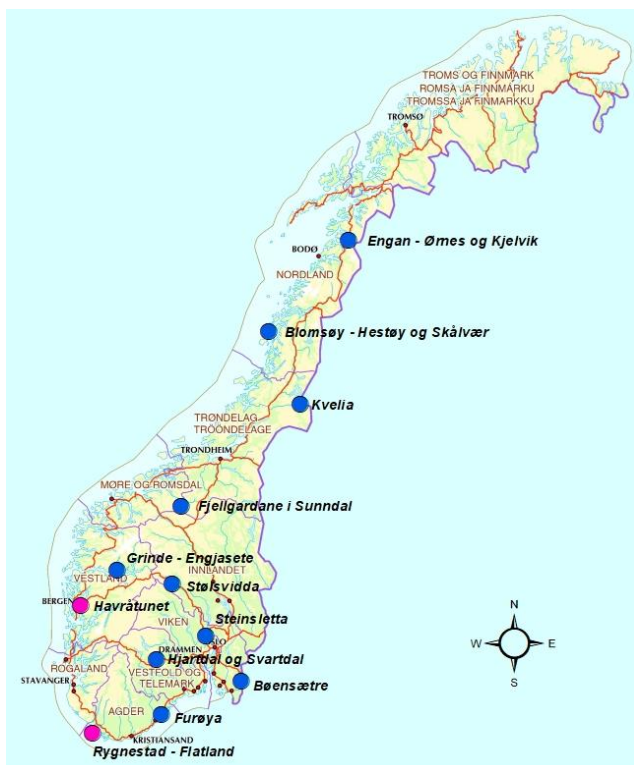 TROMS OG FINNMARK
ROMSA JA FINNMÁRKU
TROMSSA JA FINMARKKU
TROMSØ
Engan - Ørnes og Kjelvik
BODØ
NORDLAND
Blomsøy - Hestøy og Skålvær
Kvelia
TRØNDELAG
TRÖÖNDELAGE
TRONDHEIM
MØRE OG ROMSDAL
Fjellgardane i Sunndal
Grinde - Engjasete
INNLANDET
VESTLAND
Stølsvidda
BERGEN
Havråtunet
VIKEN
Steinsletta
DRAMMEN
Hjartdal og Svartdal
ROGALAND
VESTFOLD OG
TELEMARK
STAVANGER
Bøensætre
AGDER
Furøya
KRISTIANSAND
Rygnestad - Flatland
N
W
E
S